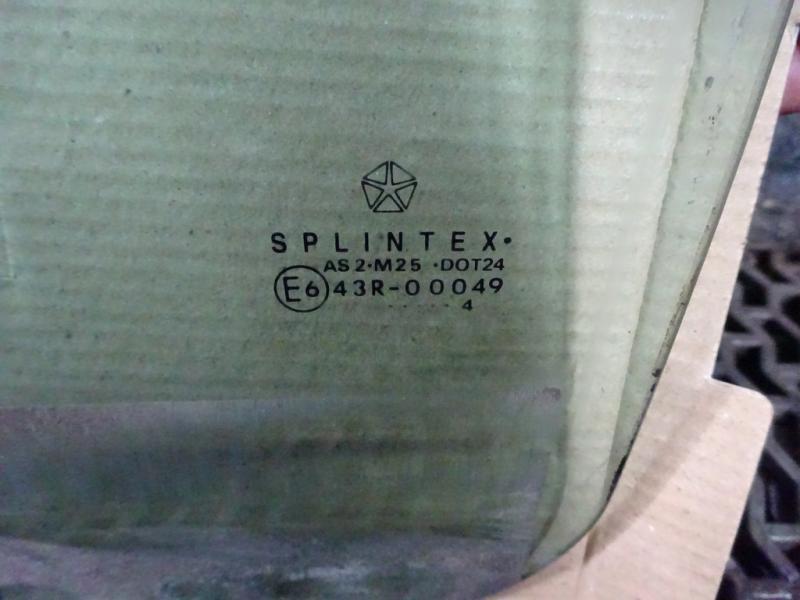 SPLINTEX·
AS2·M25 ·DOT24
E6 43R-00049
..... 4